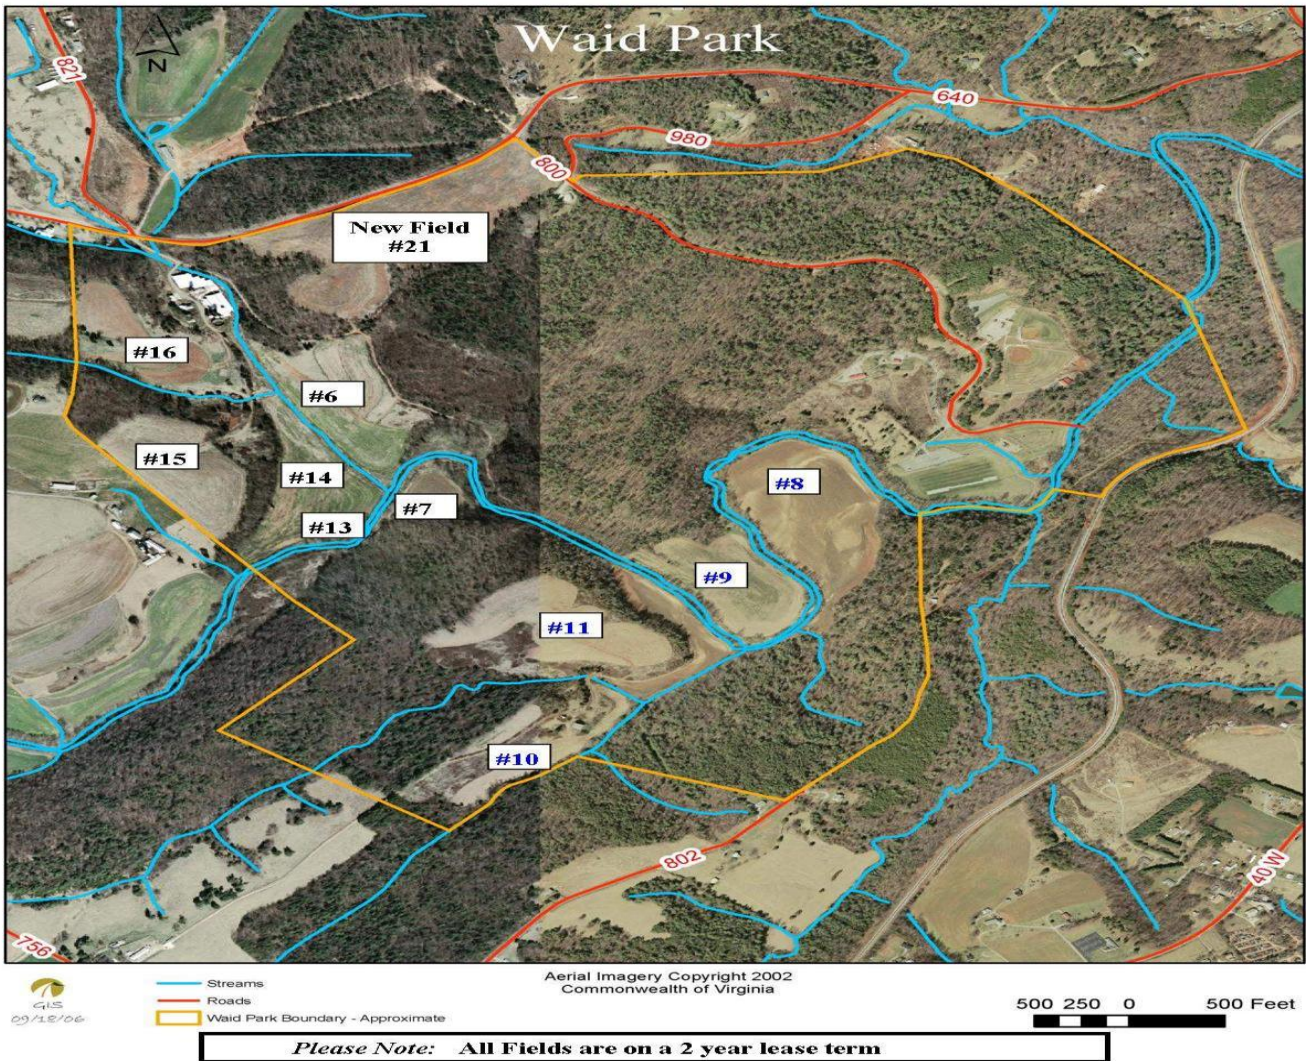 Waid Park
821
N
640
980
800
New Field
#21
#16
#6
#15
#14
#8
#7
#13
#9
#11
#10
802
40 W
756
GIS
09/18/06
Streams
Roads
Waid Park Boundary - Approximate
Aerial Imagery Copyright 2002
Commonwealth of Virginia
500 250 0 500 Feet
Please Note: All Fields are on a 2 year lease term